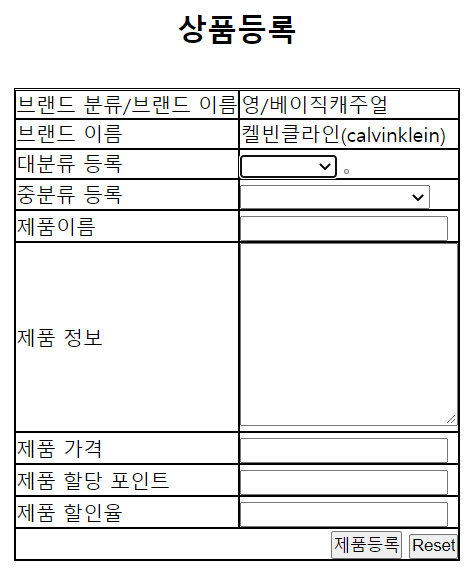 상품등록
브랜드 분류/브랜드 이름 영/베이직캐주얼
브랜드 이름 켈빈클라인(calvinklein)
대분류 등록 。
중분류 등록
제품이름
제품 정보
제품 가격
제품 할당 포인트
제품 할인율
제품등록 Reset